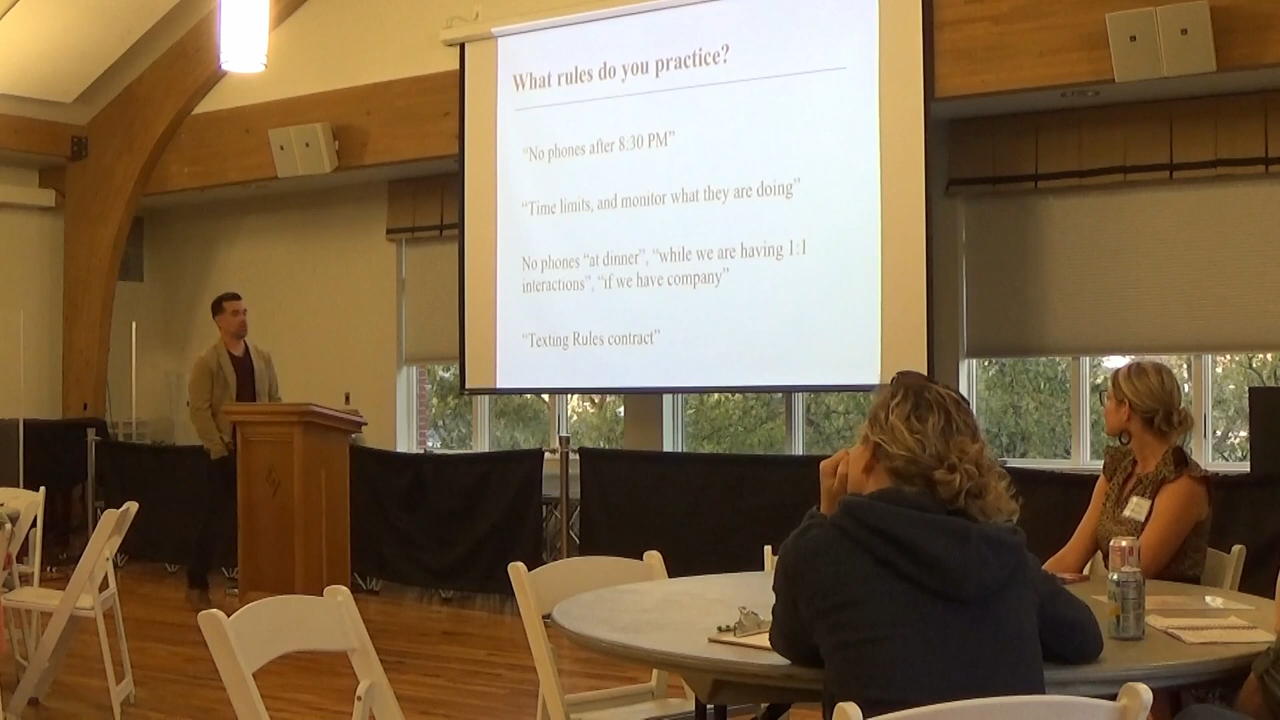 What rules do you practice?
“No phones after 8:30 PM”
“Time limits, and monitor what they are doing”
No phones “at dinner”, “while we are having 1:1
interactions”, “if we have company”
“Texting Rules contract”